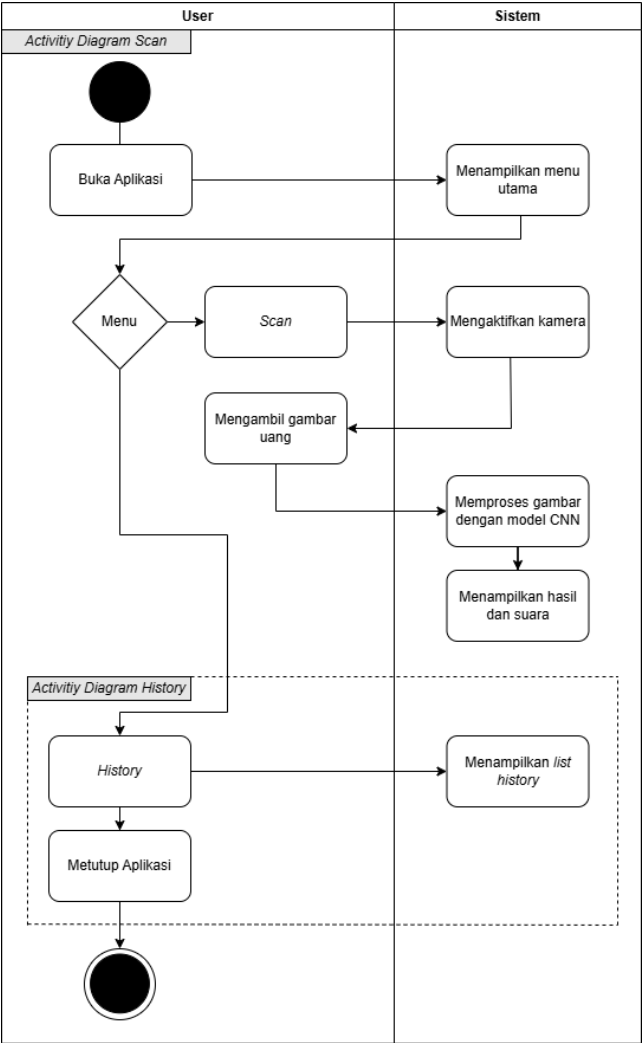 User
Sistem
Activitiy Diagram Scan
Buka Aplikasi
Menampilkan menu
utama
Menu
Scan
Mengaktifkan kamera
Mengambil gambar
uang
Memproses gambar
dengan model CNN
Menampilkan hasil
dan suara
Activitiy Diagram History
History
Menampilkan list
history
Metutup Aplikasi